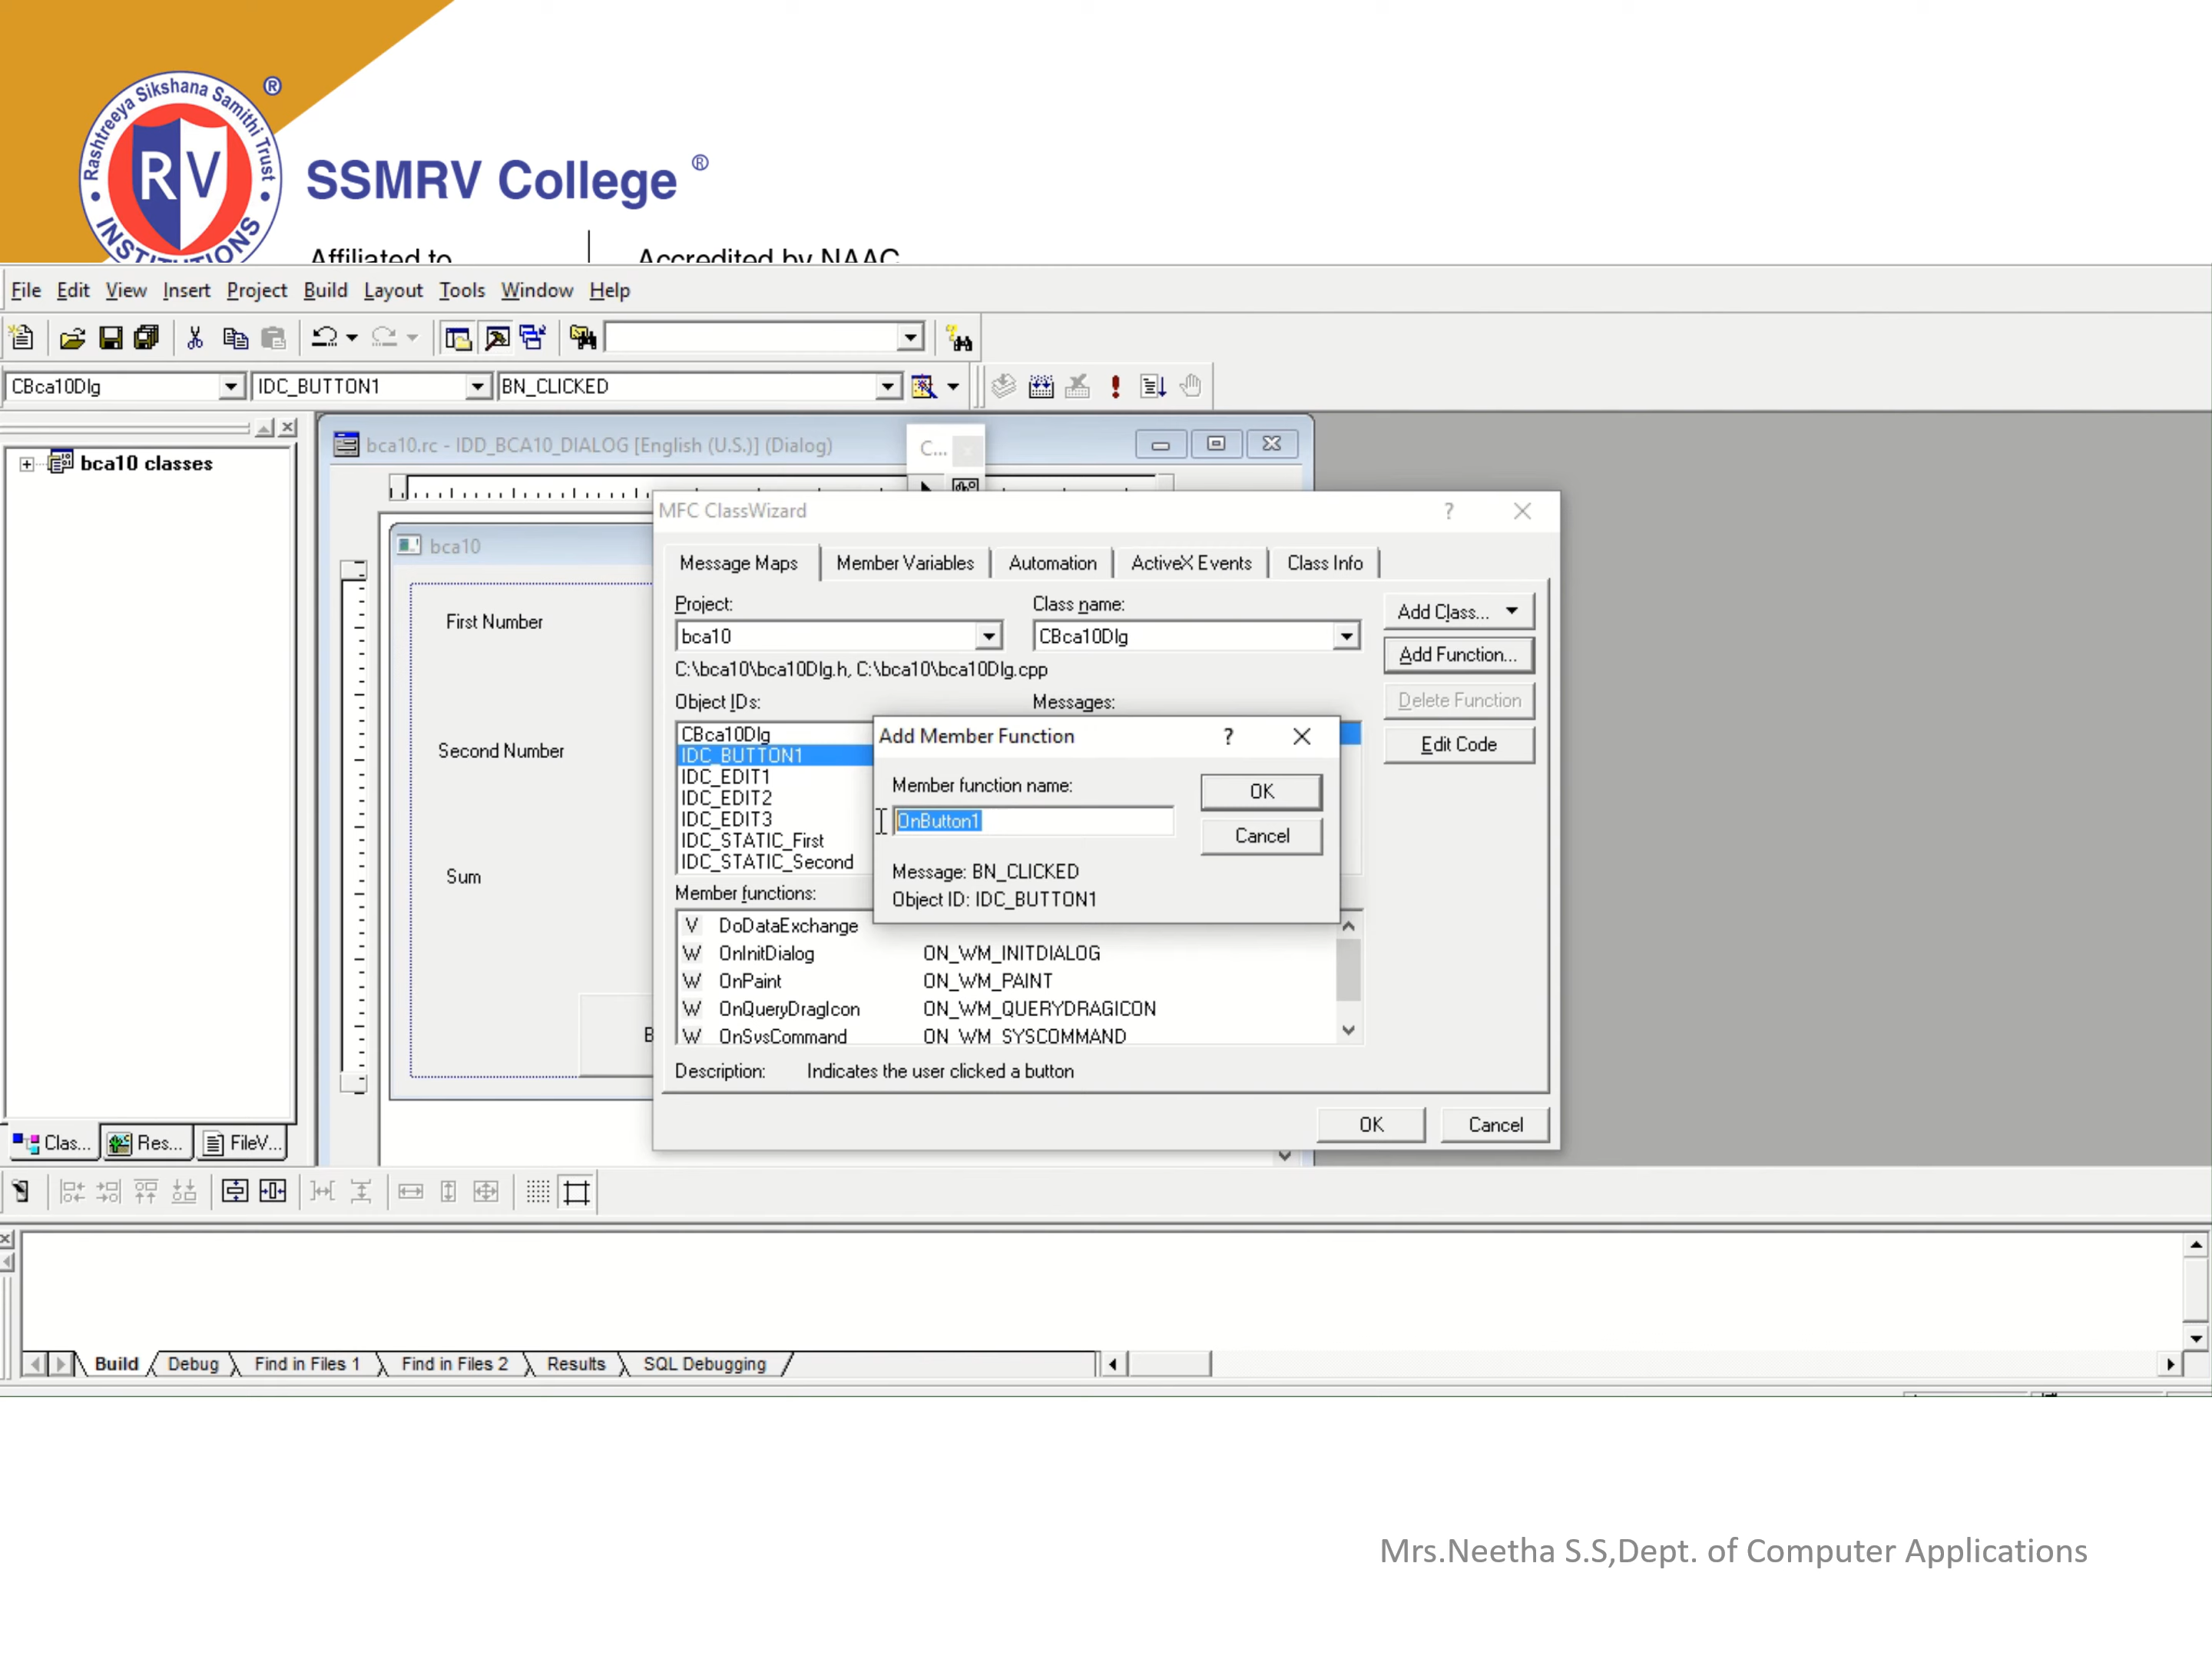 Rashtreeya Sikshana Samithi Trust
®
RV
INSTITUTIONS
SSMRV College ®
Affiliated to
Accredited by NAAC
File Edit View Insert Project Build Layout Tools Window Help
CBca10Dlg IDC_BUTTON1 BN_CLICKED
bca10 classes
bca10.rc - IDD_BCA10_DIALOG [English (U.S.)] (Dialog)
C...
bca10
First Number
Second Number
Sum
B
MFC ClassWizard
Message Maps Member Variables Automation ActiveX Events Class Info
Project: Class name:
bca10 CBca10Dlg
Add Class...
Add Function...
C:\bca10\bca10Dlg.h, C:\bca10\bca10Dlg.cpp
Object IDs: Messages:
Delete Function
Edit Code
CBca10Dlg
IDC_BUTTON1
IDC_EDIT1
IDC_EDIT2
IDC_EDIT3
IDC_STATIC_First
IDC_STATIC_Second
Add Member Function
Member function name:
OnButton1
OK
Cancel
Message: BN_CLICKED
Object ID: IDC_BUTTON1
Member functions:
V DoDataExchange
W OnInitDialog ON_WM_INITDIALOG
W OnPaint ON_WM_PAINT
W OnQueryDragIcon ON_WM_QUERYDRAGICON
W OnSysCommand ON_WM_SYSCOMMAND
Description: Indicates the user clicked a button
OK Cancel
Clas... Res... FileV...
Build Debug Find in Files 1 Find in Files 2 Results SQL Debugging
Mrs.Neetha S.S,Dept. of Computer Applications